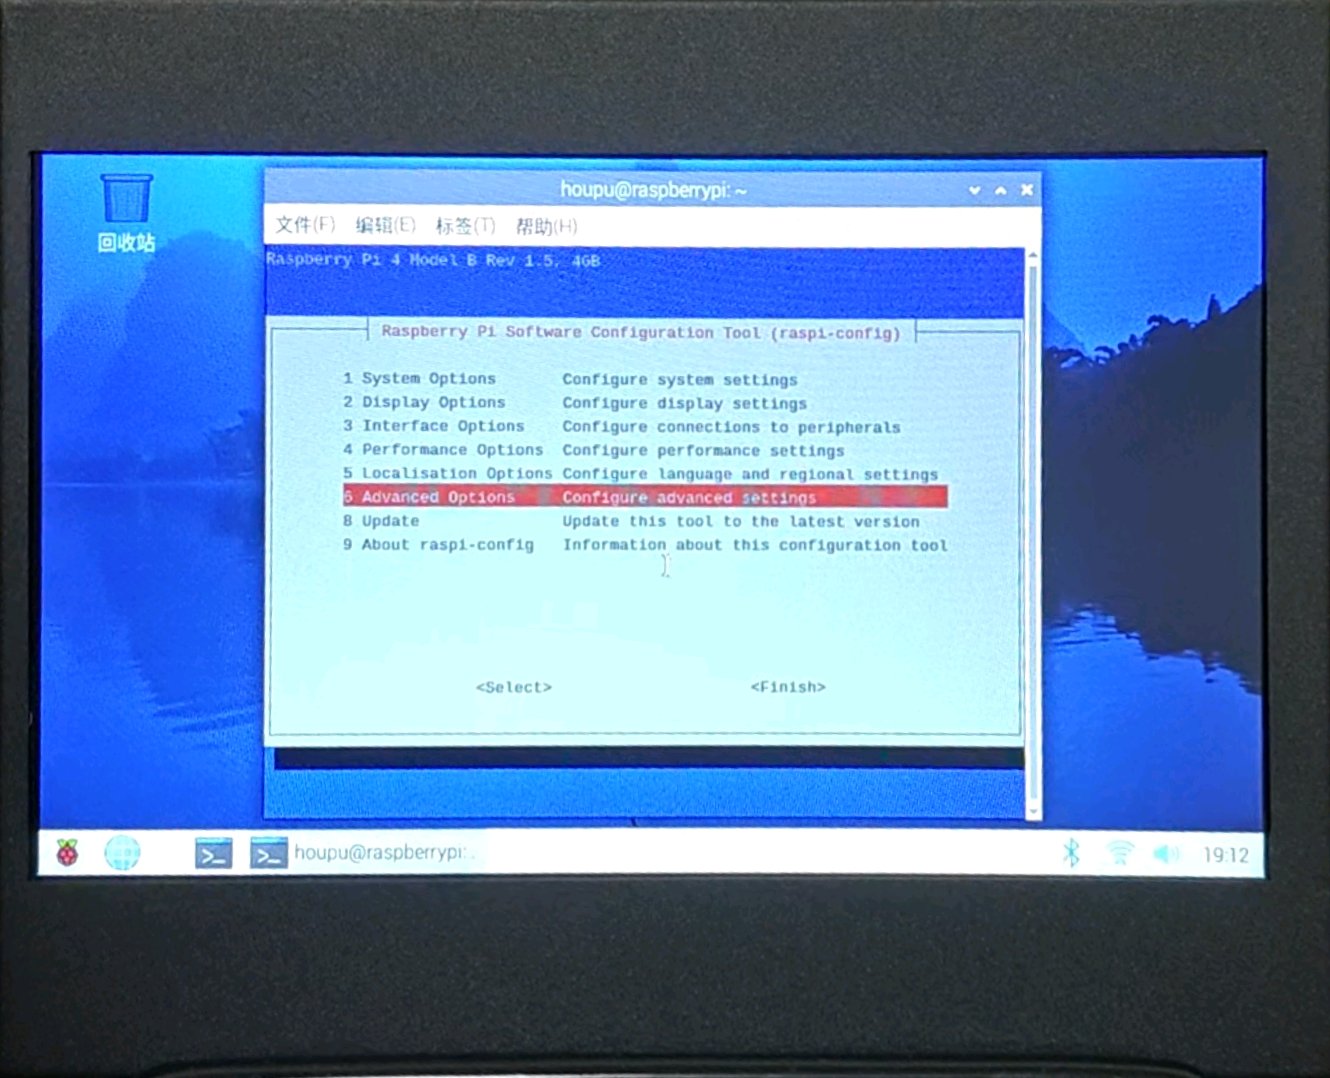 回收站
houpu@raspberrypi: ~
文件(F) 编辑(E) 标签(T) 帮助(H)
Raspberry Pi 4 Model B Rev 1.5, 4GB
Raspberry Pi Software Configuration Tool (raspi-config)
1 System Options Configure system settings
2 Display Options Configure display settings
3 Interface Options Configure connections to peripherals
4 Performance Options Configure performance settings
5 Localisation Options Configure language and regional settings
6 Advanced Options Configure advanced settings
8 Update Update this tool to the latest version
9 About raspi-config Information about this configuration tool
<Select> <Finish>
houpu@raspberrypi: . 19:12